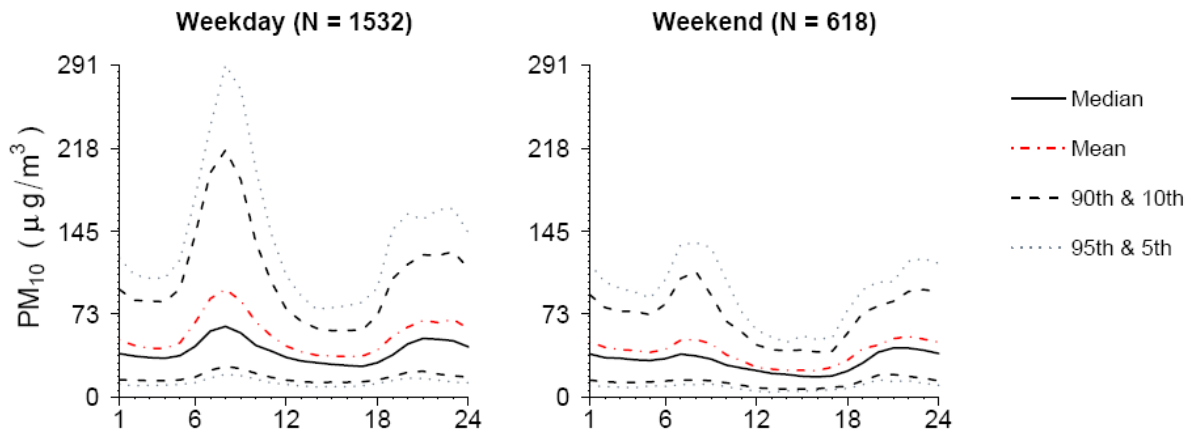 Weekday (N = 1532)
Weekend (N = 618)
PM10 (μg/m³)
291
218
145
73
0
1 6 12 18 24
291
218
145
73
0
1 6 12 18 24
Median
Mean
90th & 10th
95th & 5th